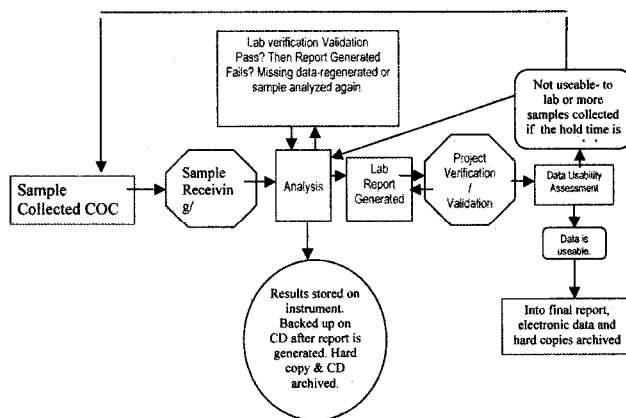 Lab verification Validation
Pass? Then Report Generated
Fails? Missing data-regenerated or
sample analyzed again
Not useable- to
lab or more
samples collected
if the hold time is
Sample
Collected COC
Sample
Receivin
g/
Analysis
Lab
Report
Generated
Project
Verification
/
Validation
Data Usability
Assessment
Data is
useable.
Results stored on
instrument.
Backed up on
CD after report is
generated. Hard
copy & CD
archived.
Into final report,
electronic data and
hard copies archived